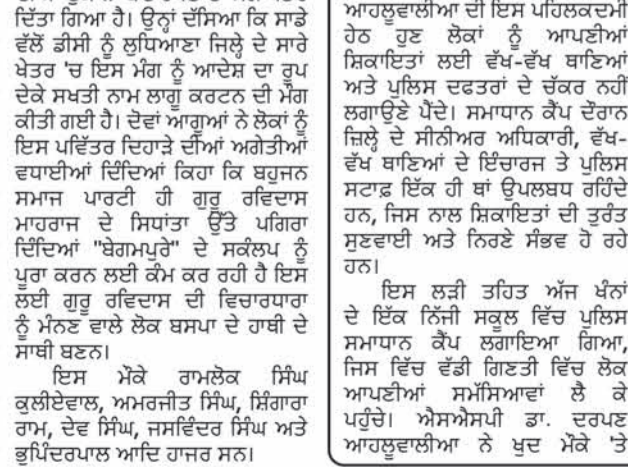 ਦਿੱਤਾ ਗਿਆ ਹੈ। ਉਨ੍ਹਾਂ ਦੱਸਿਆ ਕਿ ਸਾਡੇ
ਵੱਲੋਂ ਡੀਸੀ ਨੂੰ ਲੁਧਿਆਣਾ ਜਿਲ੍ਹੇ ਦੇ ਸਾਰੇ
ਖੇਤਰ 'ਚ ਇਸ ਮੰਗ ਨੂੰ ਆਦੇਸ਼ ਦਾ ਰੂਪ
ਦੇਕੇ ਸਖਤੀ ਨਾਮ ਲਾਗੂ ਕਰਟਨ ਦੀ ਮੰਗ
ਕੀਤੀ ਗਈ ਹੈ। ਦੋਵਾਂ ਆਗੂਆਂ ਨੇ ਲੋਕਾਂ ਨੂੰ
ਇਸ ਪਵਿੱਤਰ ਦਿਹਾੜੇ ਦੀਆਂ ਅਗੇਤੀਆਂ
ਵਧਾਈਆਂ ਦਿੰਦਿਆਂ ਕਿਹਾ ਕਿ ਬਹੁਜਨ
ਸਮਾਜ ਪਾਰਟੀ ਹੀ ਗੁਰੂ ਰਵਿਦਾਸ
ਮਾਹਰਾਜ ਦੇ ਸਿਧਾਂਤਾ ਉੱਤੇ ਪਗਿਰਾ
ਦਿੰਦਿਆਂ "ਬੇਗਮਪੁਰੇ" ਦੇ ਸਕੰਲਪ ਨੂੰ
ਪੂਰਾ ਕਰਨ ਲਈ ਕੰਮ ਕਰ ਰਹੀ ਹੈ ਇਸ
ਲਈ ਗੁਰੂ ਰਵਿਦਾਸ ਦੀ ਵਿਚਾਰਧਾਰਾ
ਨੂੰ ਮੰਨਣ ਵਾਲੇ ਲੋਕ ਬਸਪਾ ਦੇ ਹਾਥੀ ਦੇ
ਸਾਥੀ ਬਣਨ।
ਇਸ ਮੌਕੇ ਰਾਮਲੋਕ ਸਿੰਘ
ਕੁਲੀਏਵਾਲ, ਅਮਰਜੀਤ ਸਿੰਘ, ਸ਼ਿੰਗਾਰਾ
ਰਾਮ, ਦੇਵ ਸਿੰਘ, ਜਸਵਿੰਦਰ ਸਿੰਘ ਅਤੇ
ਭੁਪਿੰਦਰਪਾਲ ਆਦਿ ਹਾਜਰ ਸਨ।
ਆਹਲੂਵਾਲੀਆ ਦੀ ਇਸ ਪਹਿਲਕਦਮੀ
ਹੇਠ ਹੁਣ ਲੋਕਾਂ ਨੂੰ ਆਪਣੀਆਂ
ਸ਼ਿਕਾਇਤਾਂ ਲਈ ਵੱਖ-ਵੱਖ ਥਾਣਿਆਂ
ਅਤੇ ਪੁਲਿਸ ਦਫਤਰਾਂ ਦੇ ਚੱਕਰ ਨਹੀਂ
ਲਗਾਉਣੇ ਪੈਂਦੇ। ਸਮਾਧਾਨ ਕੈਂਪ ਦੌਰਾਨ
ਜ਼ਿਲ੍ਹੇ ਦੇ ਸੀਨੀਅਰ ਅਧਿਕਾਰੀ, ਵੱਖ-
ਵੱਖ ਥਾਣਿਆਂ ਦੇ ਇੰਚਾਰਜ ਤੇ ਪੁਲਿਸ
ਸਟਾਫ਼ ਇੱਕ ਹੀ ਥਾਂ ਉਪਲਬਧ ਰਹਿੰਦੇ
ਹਨ, ਜਿਸ ਨਾਲ ਸ਼ਿਕਾਇਤਾਂ ਦੀ ਤੁਰੰਤ
ਸੁਣਵਾਈ ਅਤੇ ਨਿਰਣੇ ਸੰਭਵ ਹੋ ਰਹੇ
ਹਨ।
ਇਸ ਲੜੀ ਤਹਿਤ ਅੱਜ ਖੰਨਾਂ
ਦੇ ਇੱਕ ਨਿੱਜੀ ਸਕੂਲ ਵਿੱਚ ਪੁਲਿਸ
ਸਮਾਧਾਨ ਕੈਂਪ ਲਗਾਇਆ ਗਿਆ,
ਜਿਸ ਵਿੱਚ ਵੱਡੀ ਗਿਣਤੀ ਵਿੱਚ ਲੋਕ
ਆਪਣੀਆਂ ਸਮੱਸਿਆਵਾਂ ਲੈ ਕੇ
ਪਹੁੰਚੇ। ਐਸਐਸਪੀ ਡਾ. ਦਰਪਣ
ਆਹਲੂਵਾਲੀਆ ਨੇ ਖੁਦ ਮੌਕੇ 'ਤੇ